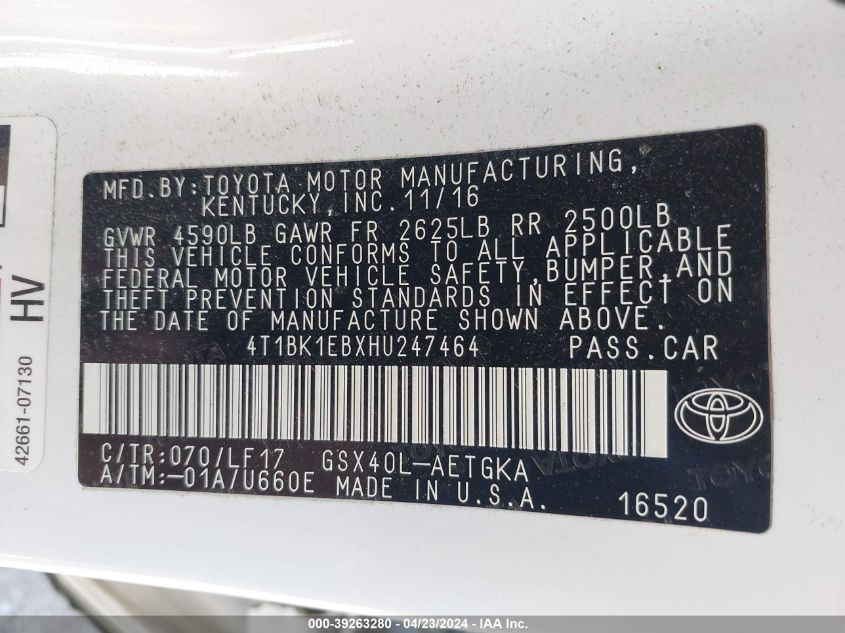 MFD.BY:TOYOTA MOTOR MANUFACTURING,
KENTUCKY,INC.11/16
GVWR 4590LB GAWR FR 2625LB RR 2500LB
THIS VEHICLE CONFORMS TO ALL APPLICABLE
FEDERAL MOTOR VEHICLE SAFETY,BUMPER,AND
THEFT PREVENTION STANDARDS IN EFFECT ON
THE DATE OF MANUFACTURE SHOWN ABOVE.
4T1BK1EBXHU247464 PASS.CAR
C/TR:070/LF17 GSX40L-AETGKA
A/TM:-01A/U660E MADE IN U.S.A. 16520
HV
42661-07130
000-39263280 - 04/23/2024 - IAA Inc.